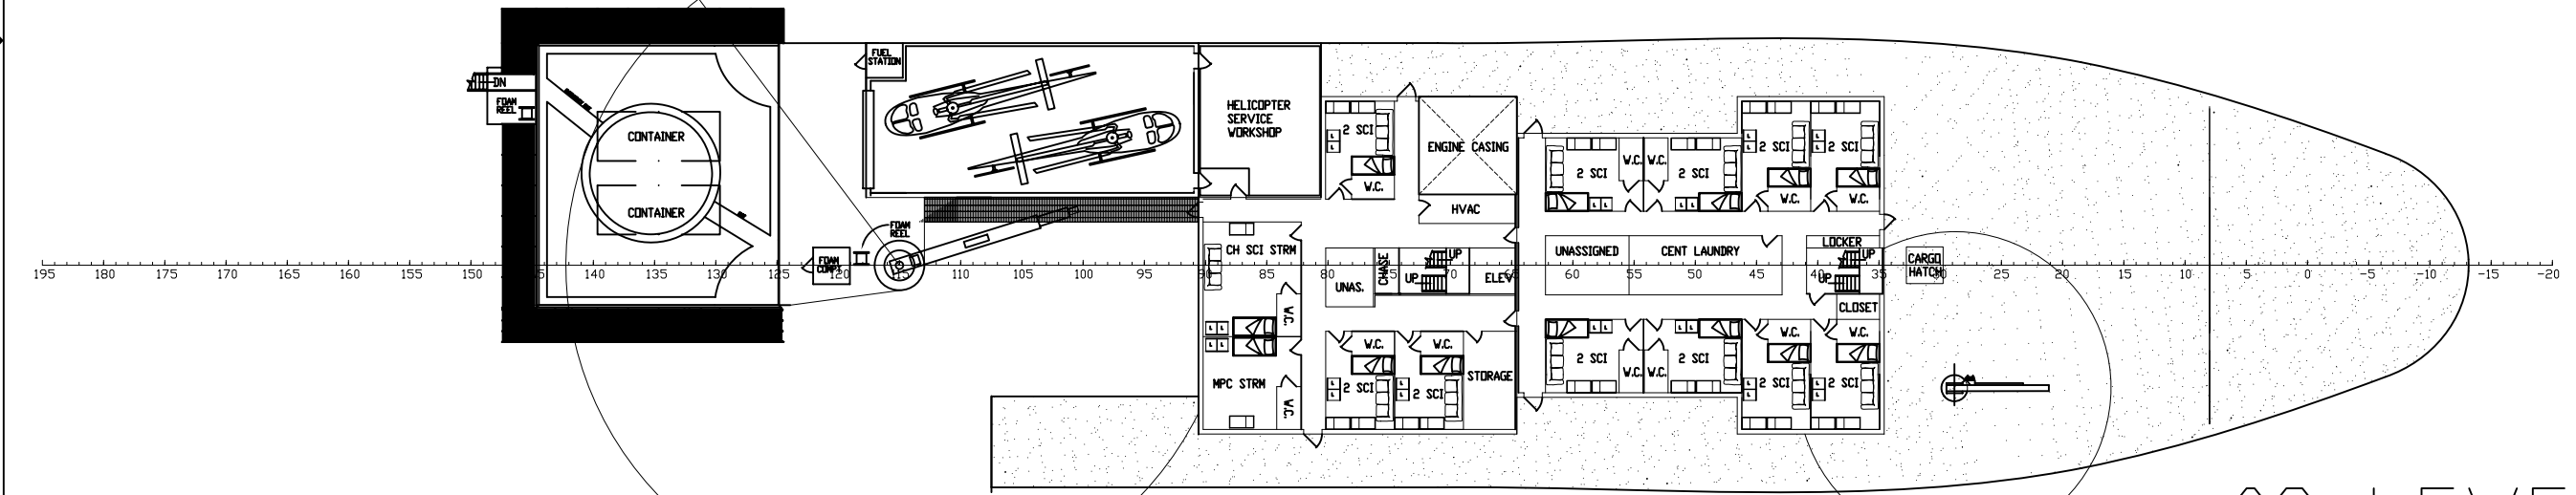 FUEL
STATION
DN
FOAM
REEL
CONTAINER
CONTAINER
HELICOPTER
SERVICE
WORKSHOP
2 SCI
W.C.
ENGINE CASING
HVAC
2 SCI
W.C. W.C.
2 SCI
2 SCI
W.C.
2 SCI
W.C.
FOAM
REEL
FOAM
COMPT
CH SCI STRM
W.C.
UNAS.
CHASE
UP
UP
ELEV
UNASSIGNED
CENT LAUNDRY
LOCKER
UP
UP
CLOSET
CARGO
HATCH
195 190 185 180 175 170 165 160 155 150 45 140 135 130 125 120 115 110 105 100 95 90 85 80 75 70 65 60 55 50 45 40 35 30 25 20 15 10 5 0 -5 -10 -15 -20
MPC STRM
W.C.
W.C.
2 SCI
W.C.
2 SCI
STORAGE
2 SCI
W.C. W.C.
2 SCI
W.C.
2 SCI
W.C.
2 SCI